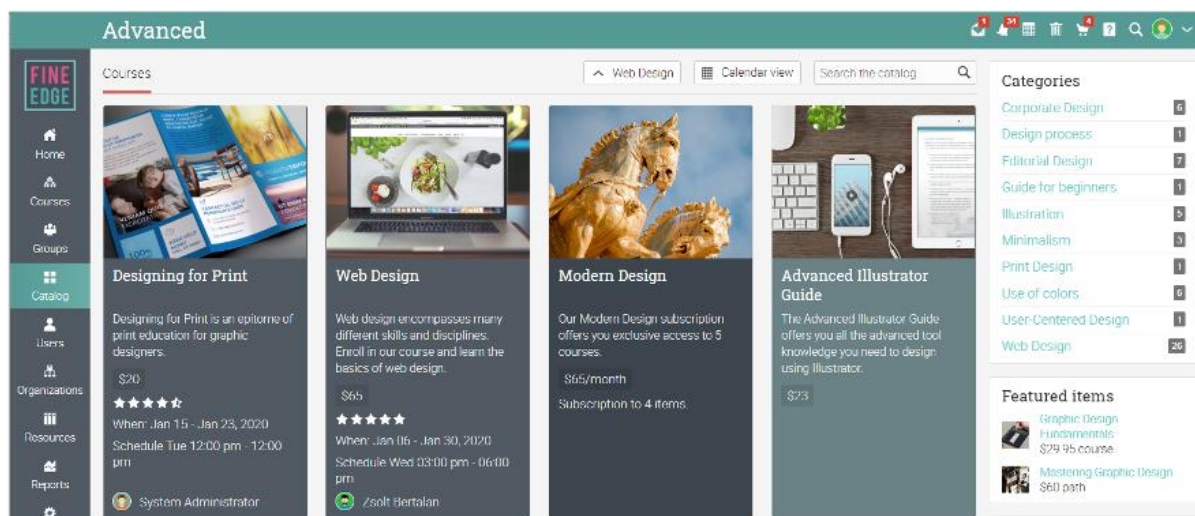 Advanced
1
34
4
?
FINE
EDGE
Home
Courses
Groups
Catalog
Users
Organizations
Resources
Reports
Courses
Web Design
Calendar view
Search the catalog
Designing for Print
Designing for Print is an epitome of
print education for graphic
designers.
$20
When: Jan 15 - Jan 23, 2020
Schedule Tue 12:00 pm - 12:00
pm
System Administrator
Web Design
Web design encompasses many
different skills and disciplines.
Enroll in our course and learn the
basics of web design.
$65
When: Jan 06 - Jan 30, 2020
Schedule Wed 03:00 pm - 06:00
pm
Zsolt Bertalan
Modern Design
Our Modern Design subscription
offers you exclusive access to 5
courses.
$65/month
Subscription to 4 items.
Advanced Illustrator
Guide
The Advanced Illustrator Guide
offers you all the advanced tool
knowledge you need to design
using Illustrator.
$23
Categories
Corporate Design 6
Design process 1
Editorial Design 7
Guide for beginners 1
Illustration 5
Minimalism 3
Print Design 1
Use of colors 6
User-Centered Design 1
Web Design 26
Featured items
Graphic Design
Fundamentals
$29.95 course
Mastering Graphic Design
$60 path